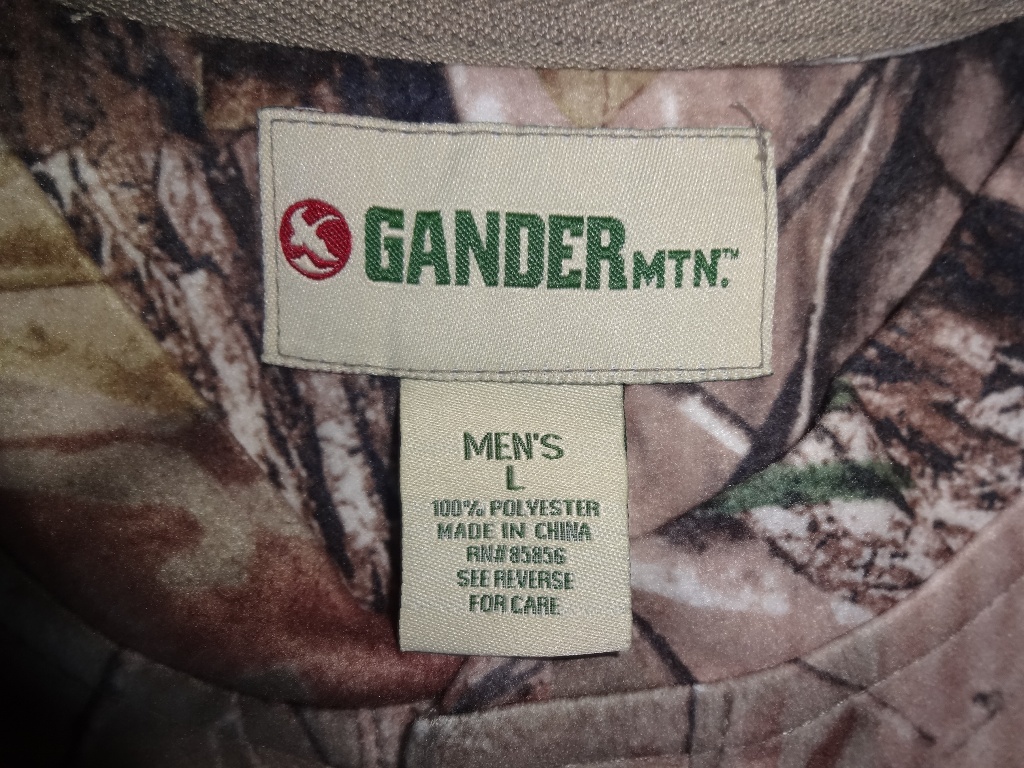 GANDER MTN.™
MEN'S
L
100% POLYESTER
MADE IN CHINA
RN# 85856
SEE REVERSE
FOR CARE